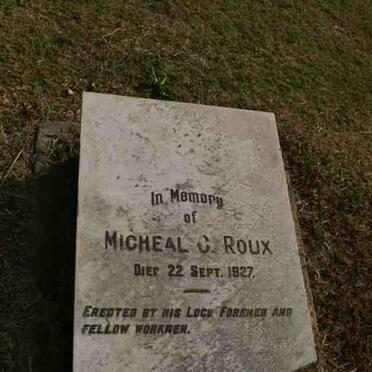 In Memory
of
MICHEAL C. ROUX
DIED 22 SEPT. 1927.
ERECTED BY HIS LOCO FOREMEN AND
FELLOW WORKMEN.